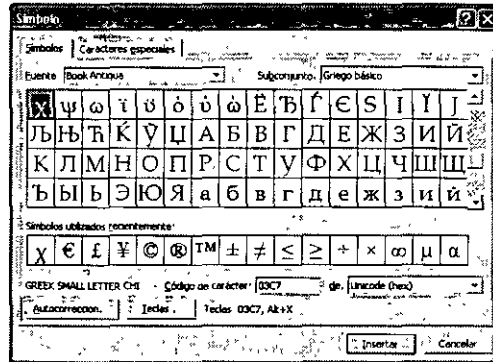 Símbolo
Símbolos Caracteres especiales
Fuente: Book Antiqua Subconjunto: Griego básico
χ ψ ω ϊ ϋ ό ύ ώ Ё Ђ Ѓ Є Ѕ І Ї Ј
Љ Њ Ћ Ќ Ў Џ А Б В Г Д Е Ж З И Й
К Л М Н О П Р С Т У Ф Х Ц Ч Ш Щ
Ъ Ы Ь Э Ю Я а б в г д е ж з и й
Símbolos utilizados recientemente:
χ € £ ¥ © ® ™ ± ≠ ≤ ≥ ÷ × ∞ µ α
GREEK SMALL LETTER CHI Código de carácter: 03C7 de: Unicode (hex)
Autocorrección... Teclas... Teclas 03C7, Alt+X
Insertar Cancelar